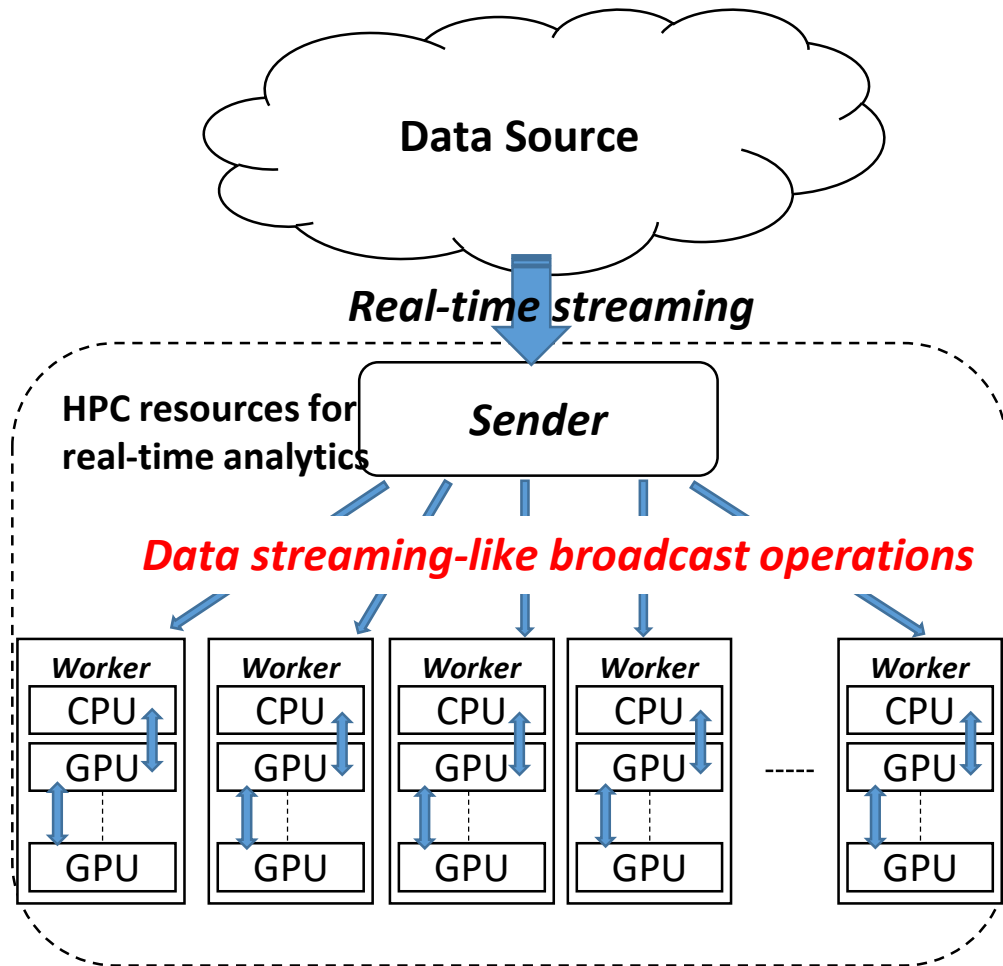 Data Source
Real-time streaming
HPC resources for
real-time analytics
Sender
Data streaming-like broadcast operations
Worker
CPU
GPU
GPU
Worker
CPU
GPU
GPU
Worker
CPU
GPU
GPU
Worker
CPU
GPU
GPU
Worker
CPU
GPU
GPU